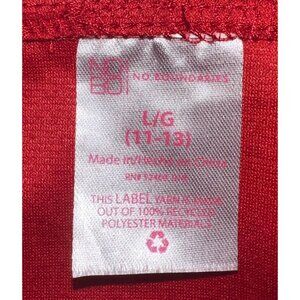 NO BOUNDARIES
L/G
(11-13)
Made in/Hecho en China
THIS LABEL YARN IS MADE
OUT OF 100% RECYCLED
POLYESTER MATERIALS